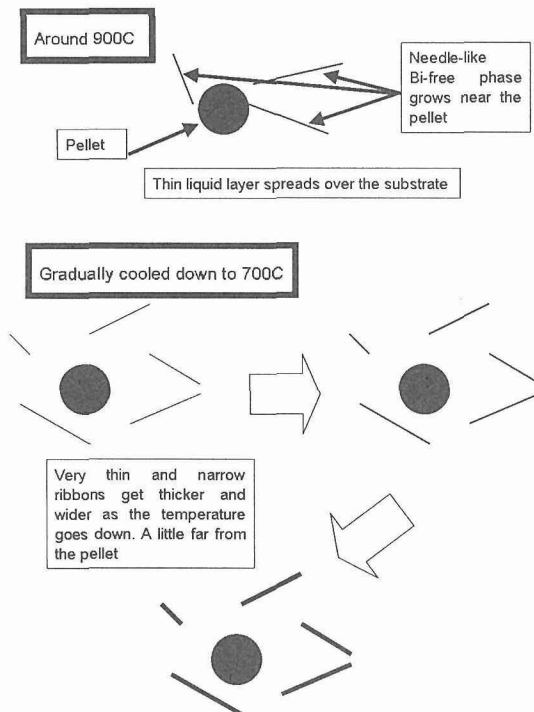 Around 900C
Needle-like
Bi-free phase
grows near the
pellet
Pellet
Thin liquid layer spreads over the substrate
Gradually cooled down to 700C
Very thin and narrow
ribbons get thicker and
wider as the temperature
goes down. A little far from
the pellet